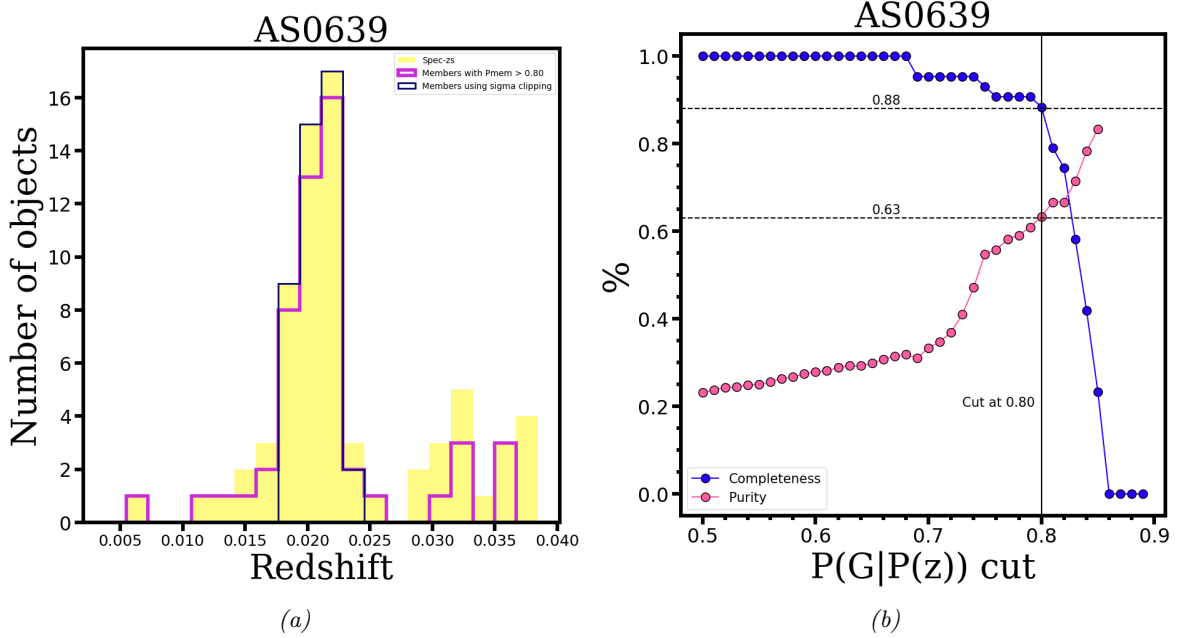 AS0639
Spec-zs
Members with Pmem > 0.80
Members using sigma clipping
16
14
12
10
8
6
4
2
0
Number of objects
0.005 0.010 0.015 0.020 0.025 0.030 0.035 0.040
Redshift
(a)
AS0639
1.0
0.8
0.6
0.4
0.2
0.0
%
0.88
0.63
Cut at 0.80
Completeness
Purity
0.5 0.6 0.7 0.8 0.9
P(G|P(z)) cut
(b)